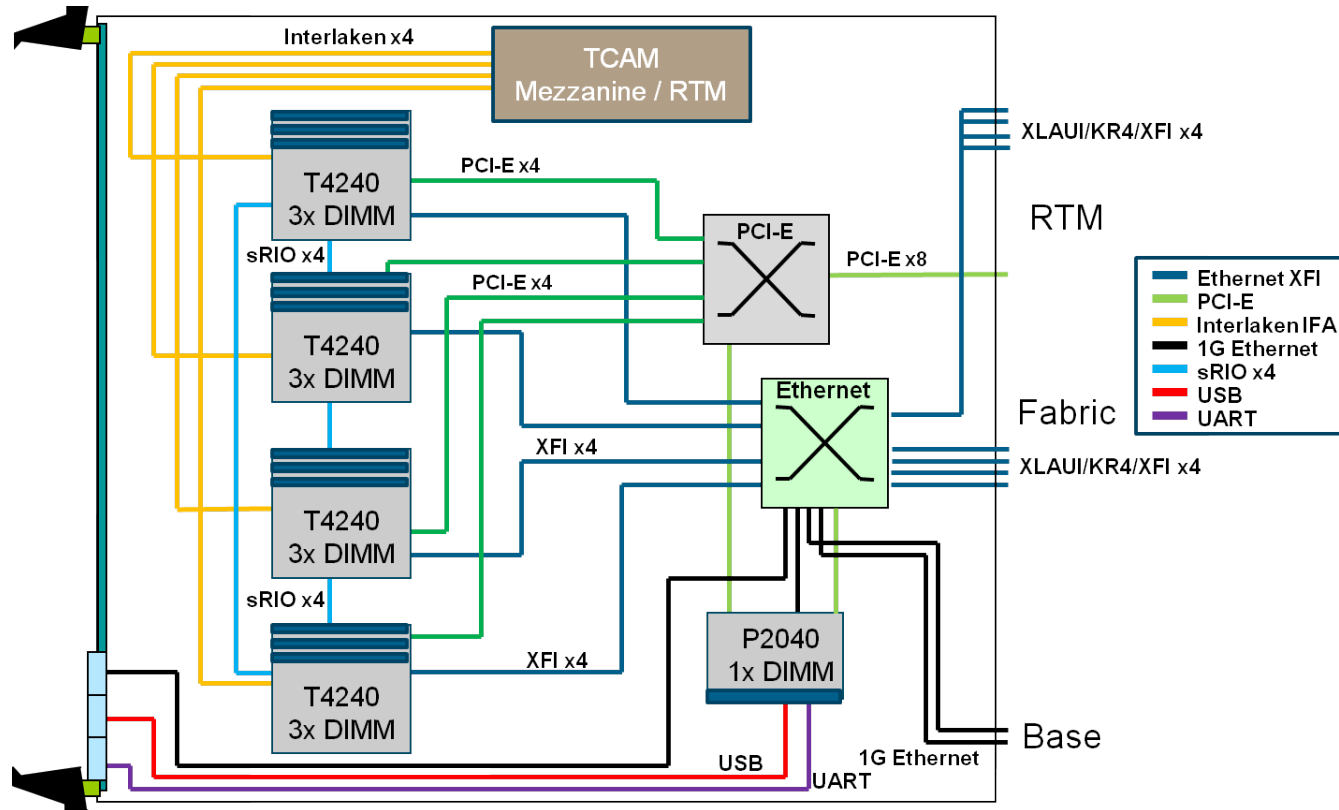 Interlaken x4
TCAM
Mezzanine / RTM
XLAUI/KR4/XFI x4
PCI-E x4
T4240
3x DIMM
RTM
PCI-E
sRIO x4
PCI-E x8
PCI-E x4
T4240
3x DIMM
Ethernet XFI
PCI-E
Interlaken IFA
1G Ethernet
sRIO x4
USB
UART
Ethernet
Fabric
XFI x4
XLAUI/KR4/XFI x4
T4240
3x DIMM
sRIO x4
P2040
1x DIMM
XFI x4
T4240
3x DIMM
Base
1G Ethernet
USB
UART